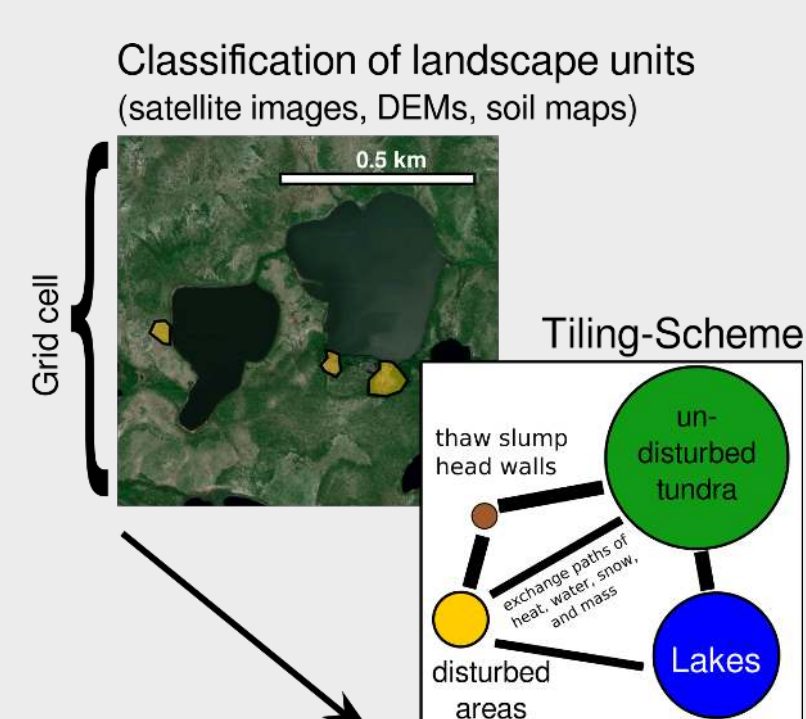 Classification of landscape units
(satellite images, DEMs, soil maps)
0.5 km
Grid cell
Tiling-Scheme
thaw slump
head walls
un-
disturbed
tundra
exchange paths of
heat, water, snow,
and mass
disturbed
areas
Lakes